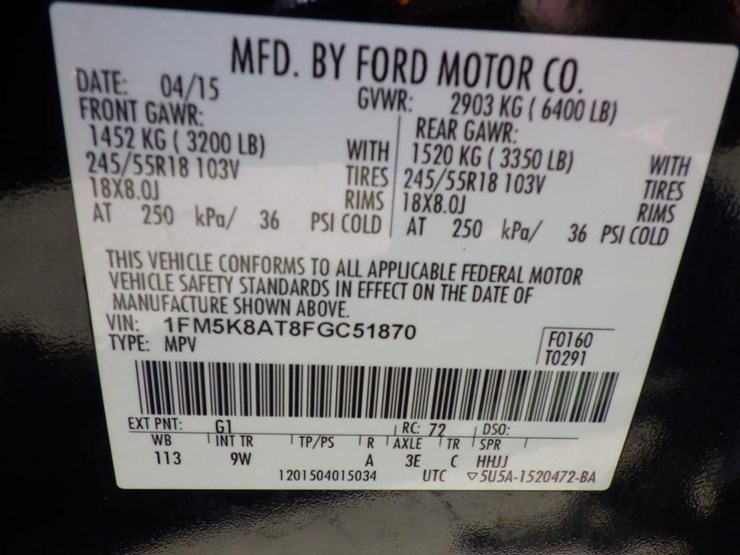 MFD. BY FORD MOTOR CO.
DATE: 04/15
GVWR: 2903 KG ( 6400 LB)
FRONT GAWR:
1452 KG ( 3200 LB) WITH
245/55R18 103V TIRES
18X8.0J RIMS
AT 250 kPa/ 36 PSI COLD
REAR GAWR:
1520 KG ( 3350 LB) WITH
245/55R18 103V TIRES
18X8.0J RIMS
AT 250 kPa/ 36 PSI COLD
THIS VEHICLE CONFORMS TO ALL APPLICABLE FEDERAL MOTOR
VEHICLE SAFETY STANDARDS IN EFFECT ON THE DATE OF
MANUFACTURE SHOWN ABOVE.
VIN: 1FM5K8AT8FGC51870
TYPE: MPV
F0160
T0291
EXT PNT: G1 RC: 72 DSO:
WB INT TR TP/PS R AXLE TR SPR
113 9W A 3E C HHJJ
1201504015034 UTC ▽5U5A-1520472-BA